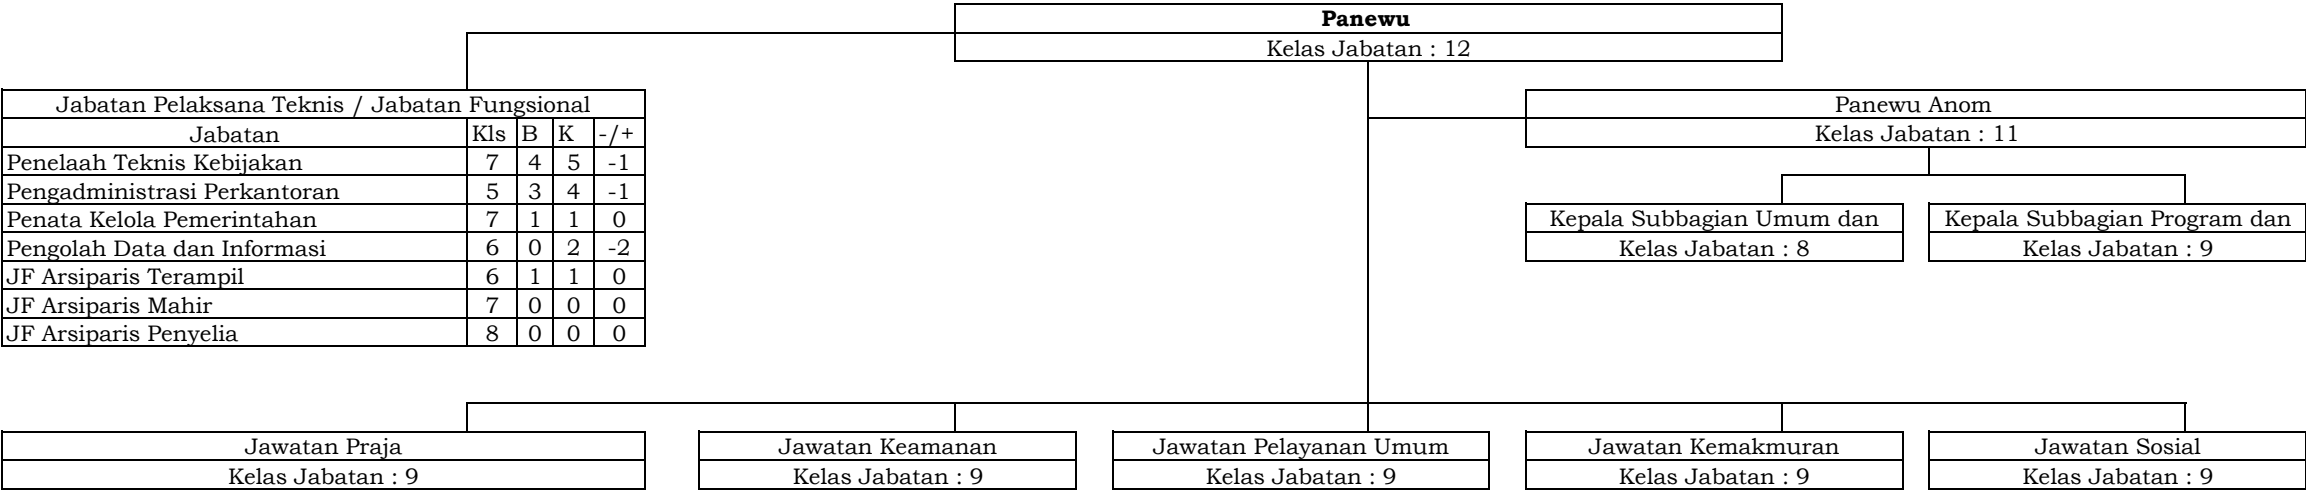 Panewu
Kelas Jabatan : 12
Jabatan Pelaksana Teknis / Jabatan Fungsional
Jabatan Kls B K -/+
Penelaah Teknis Kebijakan 7 4 5 -1
Pengadministrasi Perkantoran 5 3 4 -1
Penata Kelola Pemerintahan 7 1 1 0
Pengolah Data dan Informasi 6 0 2 -2
JF Arsiparis Terampil 6 1 1 0
JF Arsiparis Mahir 7 0 0 0
JF Arsiparis Penyelia 8 0 0 0
Panewu Anom
Kelas Jabatan : 11
Kepala Subbagian Umum dan
Kelas Jabatan : 8
Kepala Subbagian Program dan
Kelas Jabatan : 9
Jawatan Praja
Kelas Jabatan : 9
Jawatan Keamanan
Kelas Jabatan : 9
Jawatan Pelayanan Umum
Kelas Jabatan : 9
Jawatan Kemakmuran
Kelas Jabatan : 9
Jawatan Sosial
Kelas Jabatan : 9